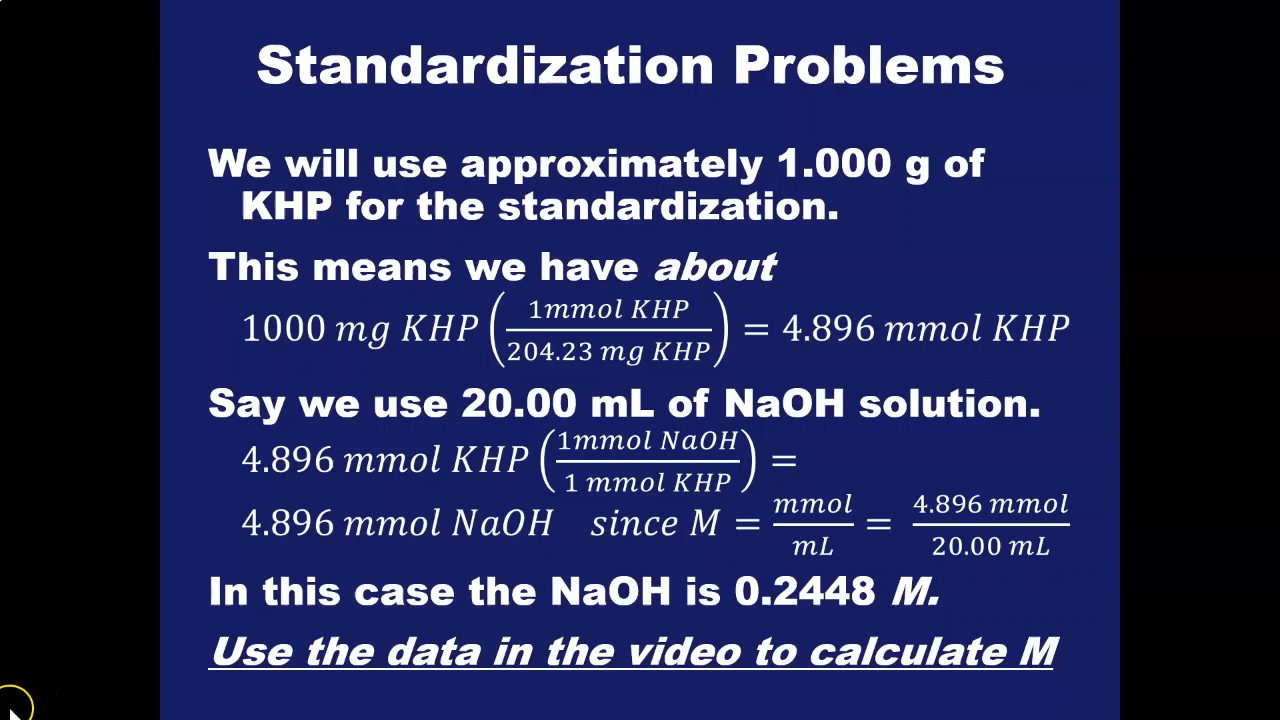 Standardization Problems
We will use approximately 1.000 g of
KHP for the standardization.
This means we have about
1000 mg KHP (1mmol KHP / 204.23 mg KHP) = 4.896 mmol KHP
Say we use 20.00 mL of NaOH solution.
4.896 mmol KHP (1mmol NaOH / 1 mmol KHP) =
4.896 mmol NaOH since M = mmol / mL = 4.896 mmol / 20.00 mL
In this case the NaOH is 0.2448 M.
Use the data in the video to calculate M